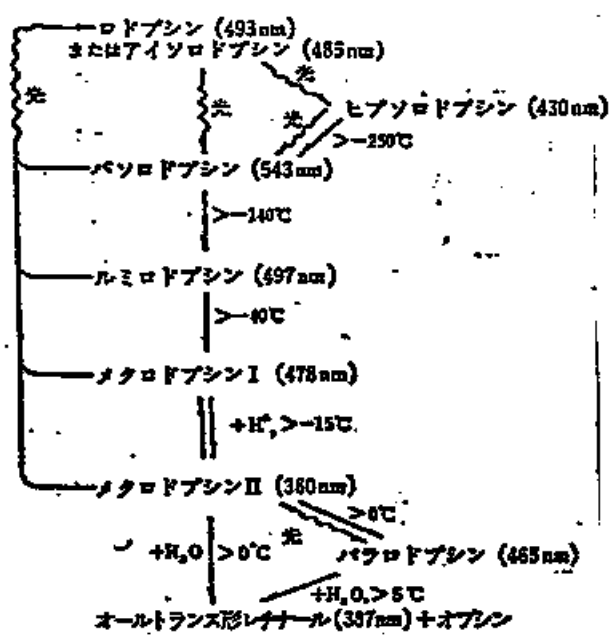 ロドプシン (493nm)
またはアイソロドプシン (485nm)
光
光
光
ヒプソロドプシン (430nm)
光
>-250℃
バソロドプシン (543nm)
>-140℃
ルミロドプシン (497nm)
>-40℃
メタロドプシンⅠ (478nm)
+H⁺, >-15℃
メタロドプシンⅡ (380nm)
>0℃
光
+H₂O >0℃
パラロドプシン (465nm)
+H₂O, >5℃
オールトランス形レチナール (387nm) +オプシン